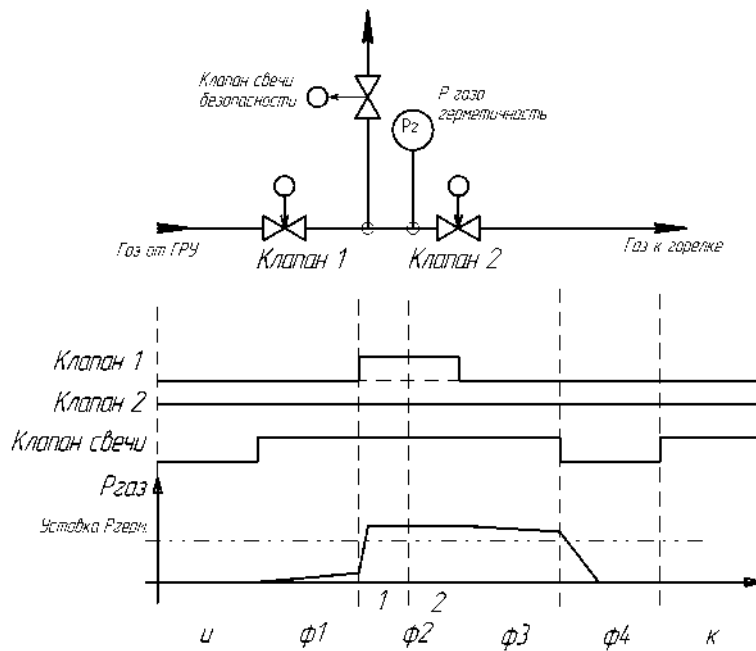 Клапан свечи
безопасности
Р газа
герметичность
Рг
Газ от ГРУ
Клапан 1
Клапан 2
Газ к горелке
Клапан 1
Клапан 2
Клапан свечи
Ргаз
Уставка Ргерм.
1 2
и ф1 ф2 ф3 ф4 к